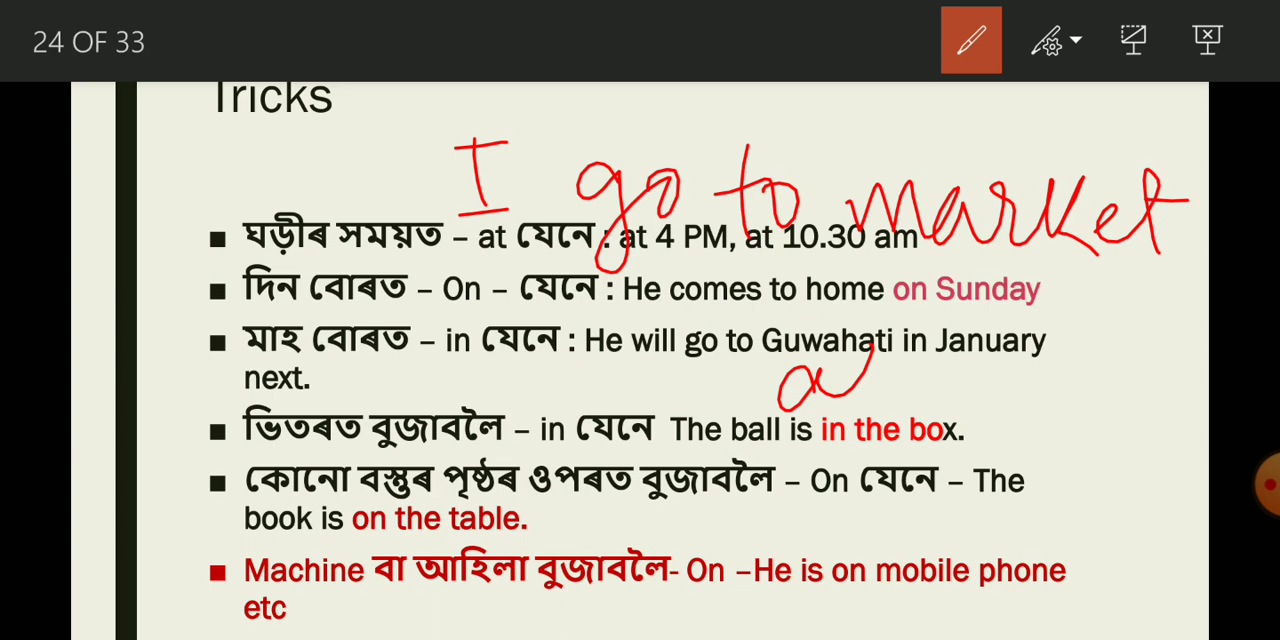 24 OF 33
Tricks
I go to market
■ ঘড়ীৰ সময়ত – at যেনে : at 4 PM, at 10.30 am
■ দিন বোৰত – On – যেনে : He comes to home on Sunday
■ মাহ বোৰত – in যেনে : He will go to Guwahati in January
next.
■ ভিতৰত বুজাবলৈ – in যেনে The ball is in the box.
■ কোনো বস্তুৰ পৃষ্ঠৰ ওপৰত বুজাবলৈ – On যেনে – The
book is on the table.
■ Machine বা আহিলা বুজাবলৈ- On –He is on mobile phone
etc